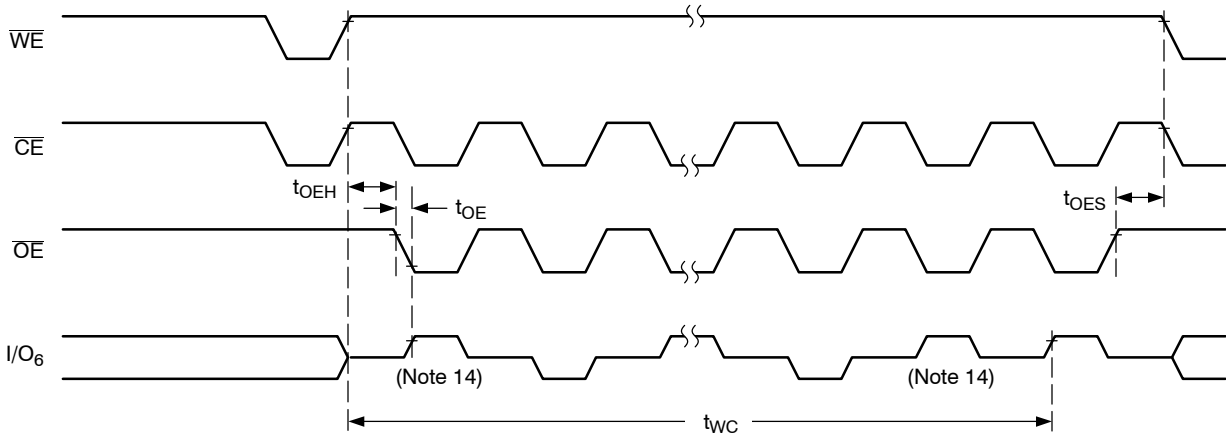 WE
CE
tOEH
tOE
tOES
OE
I/O6
(Note 14)
(Note 14)
tWC